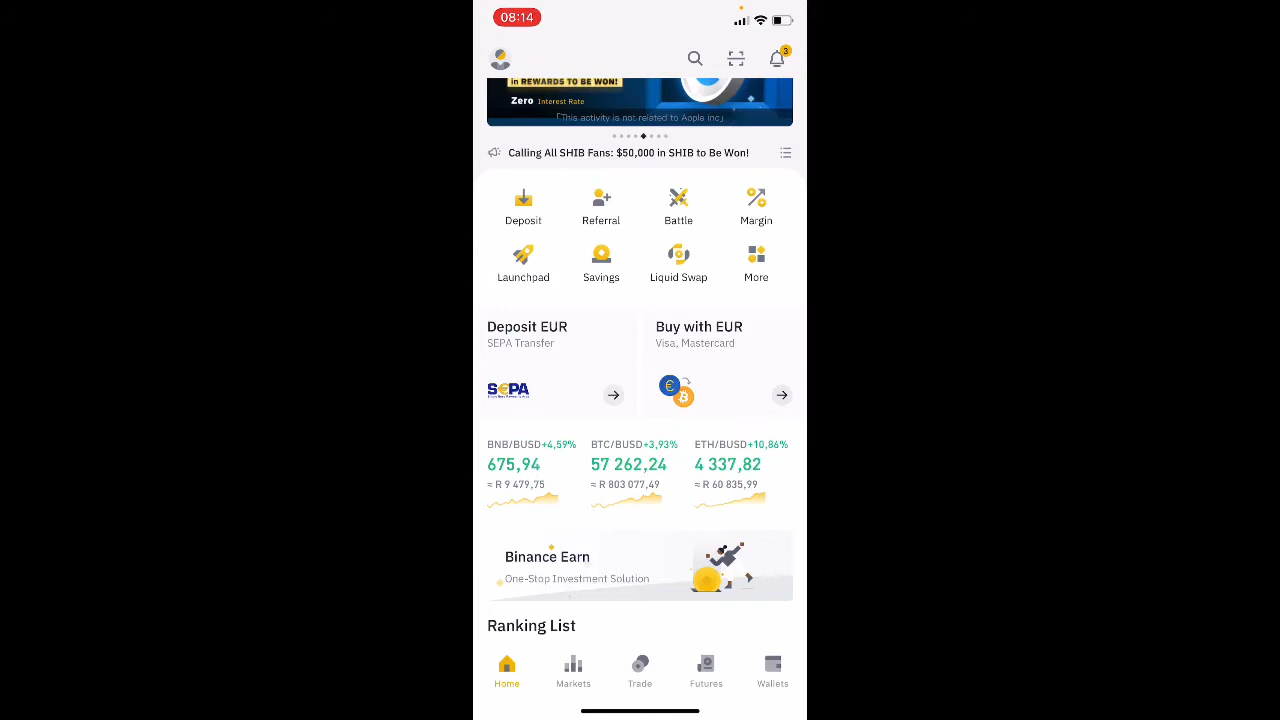 08:14
3
in REWARDS TO BE WON!
Zero Interest Rate
「This activity is not related to Apple Inc」
Calling All SHIB Fans: $50,000 in SHIB to Be Won!
Deposit Referral Battle Margin
Launchpad Savings Liquid Swap More
Deposit EUR Buy with EUR
SEPA Transfer Visa, Mastercard
S€PA
BNB/BUSD+4,59% BTC/BUSD+3,93% ETH/BUSD+10,86%
675,94 57 262,24 4 337,82
≈ R 9 479,75 ≈ R 803 077,49 ≈ R 60 835,99
Binance Earn
One-Stop Investment Solution
Ranking List
Home Markets Trade Futures Wallets